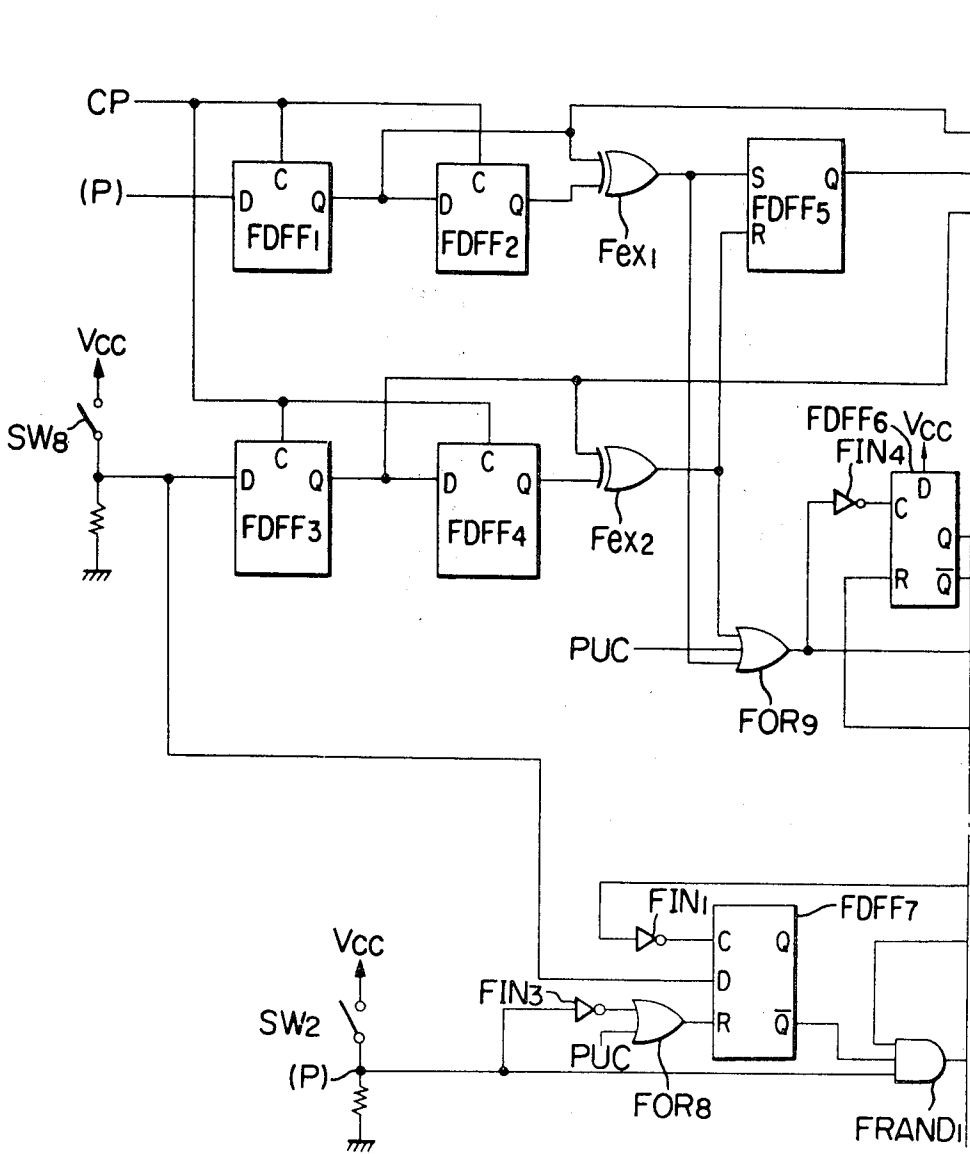 CP
(P)
D
C
Q
FDFF1
D
C
Q
FDFF2
Fex1
S
Q
FDFF5
R
VCC
SW8
D
C
Q
FDFF3
D
C
Q
FDFF4
Fex2
FDFF6
VCC
FIN4
D
C
Q
R
Q̅
PUC
FOR9
FIN1
FDFF7
C
Q
D
R
Q̅
VCC
SW2
(P)
FIN3
PUC
FOR8
FRAND1